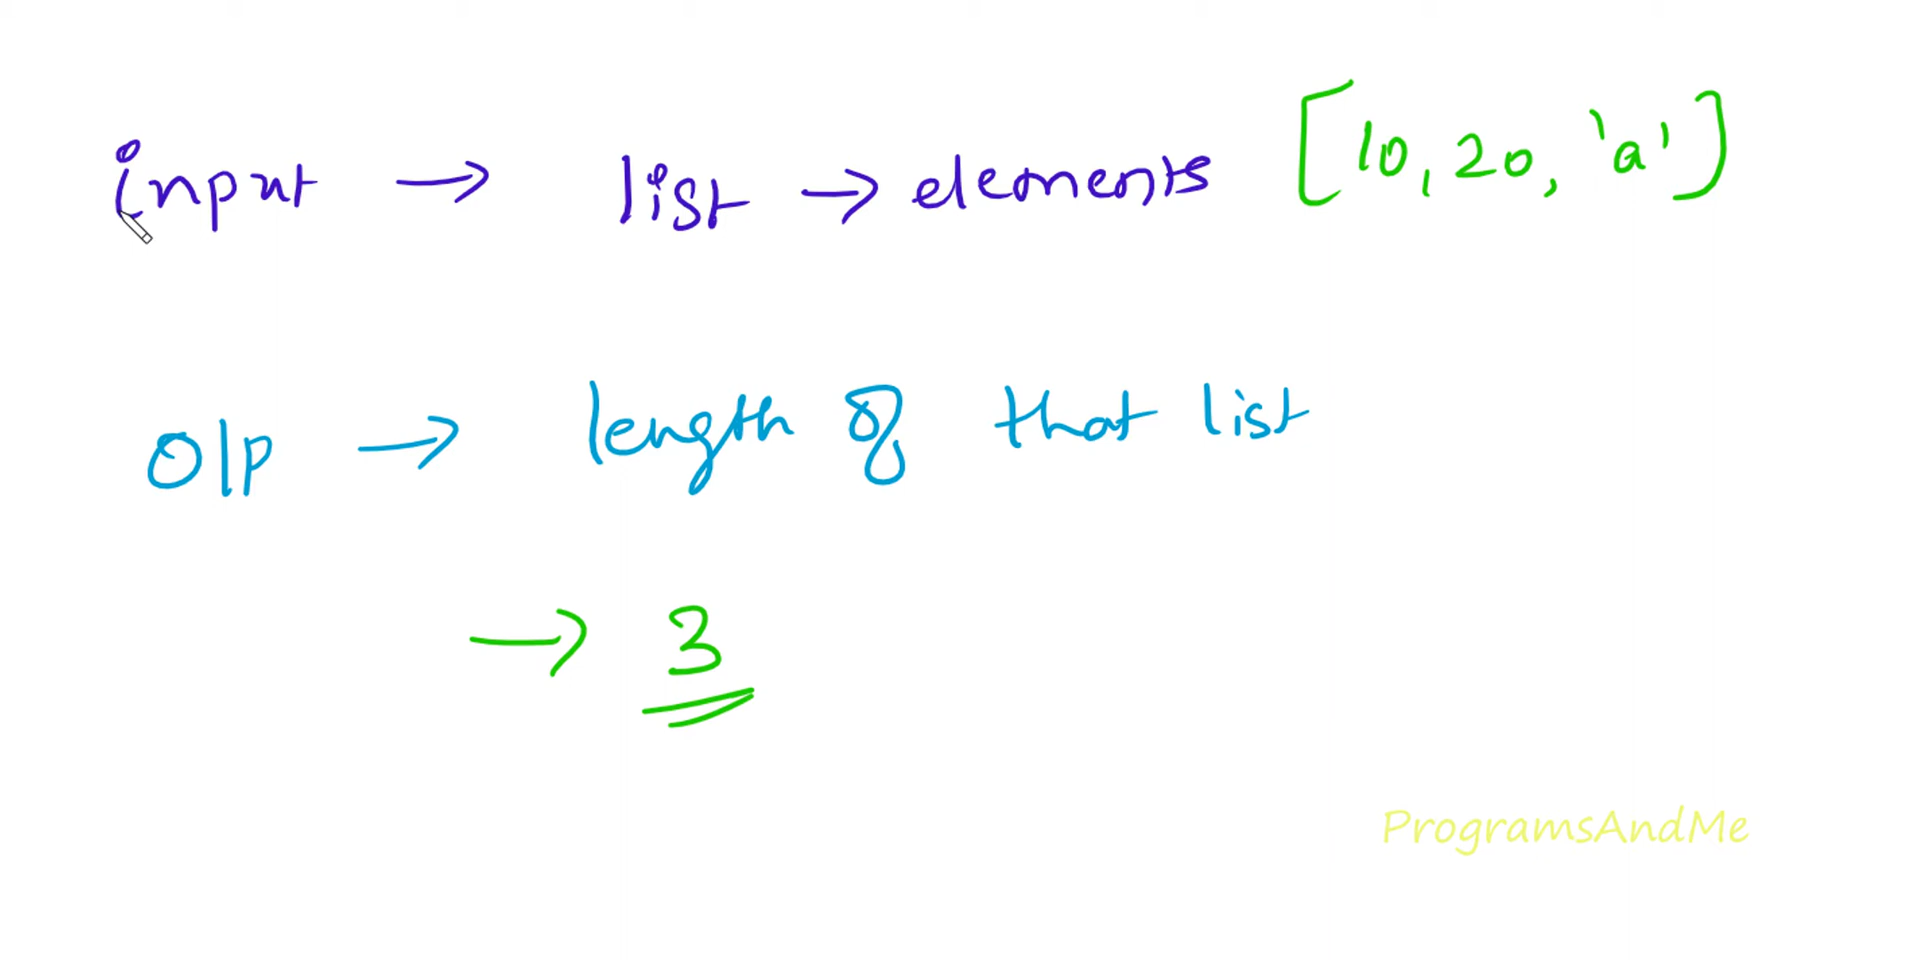 input → list → elements [10, 20, 'a']
O|p → length of that list
→ 3
ProgramsAndMe